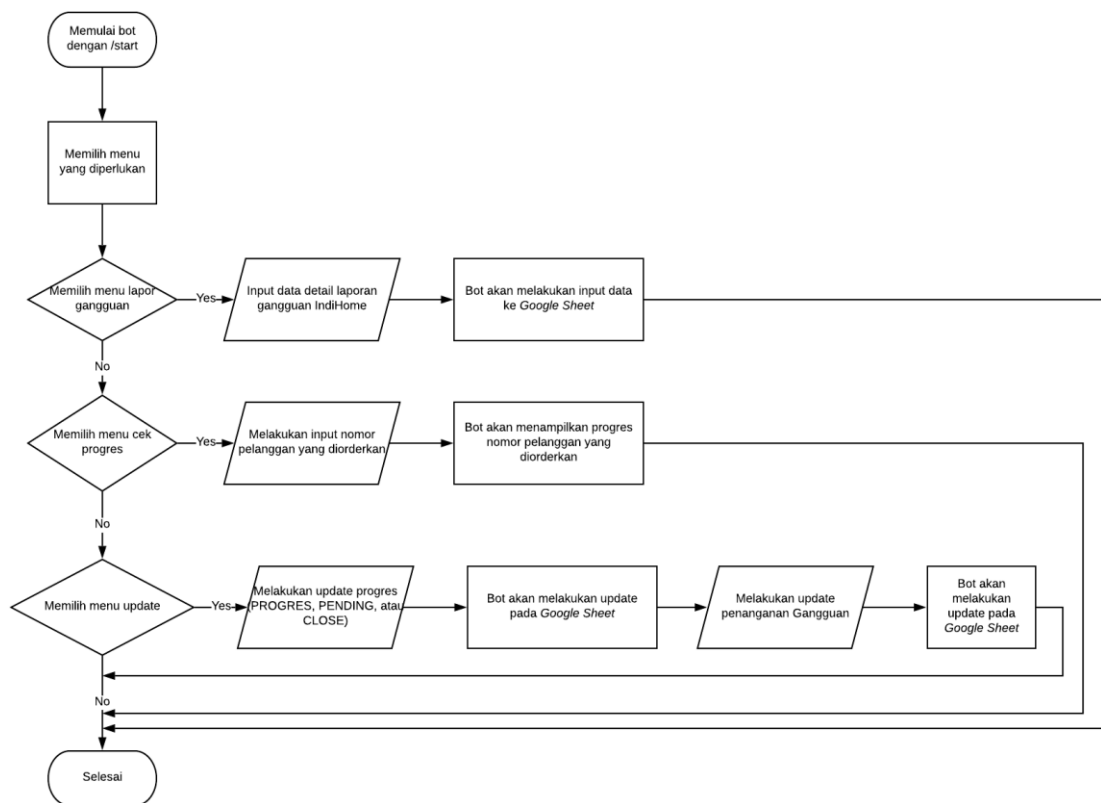 Memulai bot
dengan /start
Memilih menu
yang diperlukan
Memilih menu lapor
gangguan
Yes
Input data detail laporan
gangguan IndiHome
Bot akan melakukan input data
ke Google Sheet
No
Memilih menu cek
progres
Yes
Melakukan input nomor
pelanggan yang diorderkan
Bot akan menampilkan progres
nomor pelanggan yang
diorderkan
No
Memilih menu update
Yes
Melakukan update progres
(PROGRES, PENDING, atau
CLOSE)
Bot akan melakukan update
pada Google Sheet
Melakukan update
penanganan Gangguan
Bot akan
melakukan
update pada
Google Sheet
No
Selesai